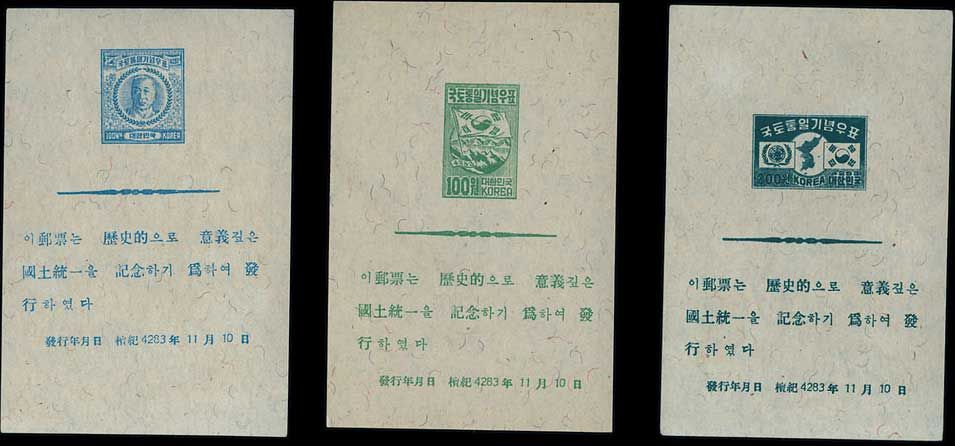 국토통일기념우표
100원 대한민국 KOREA
이 郵票는 歷史的으로 意義깊은
國土統一을 記念하기 爲하여 發
行하였다
發行年月日 檀紀 4283年 11月 10日
국토통일기념우표
100원 대한민국
KOREA
이 郵票는 歷史的으로 意義깊은
國土統一을 記念하기 爲하여 發
行하였다
發行年月日 檀紀 4283年 11月 10日
국토통일기념우표
200원 KOREA 대한민국
이 郵票는 歷史的으로 意義깊은
國土統一을 記念하기 爲하여 發
行하였다
發行年月日 檀紀 4283年 11月 10日